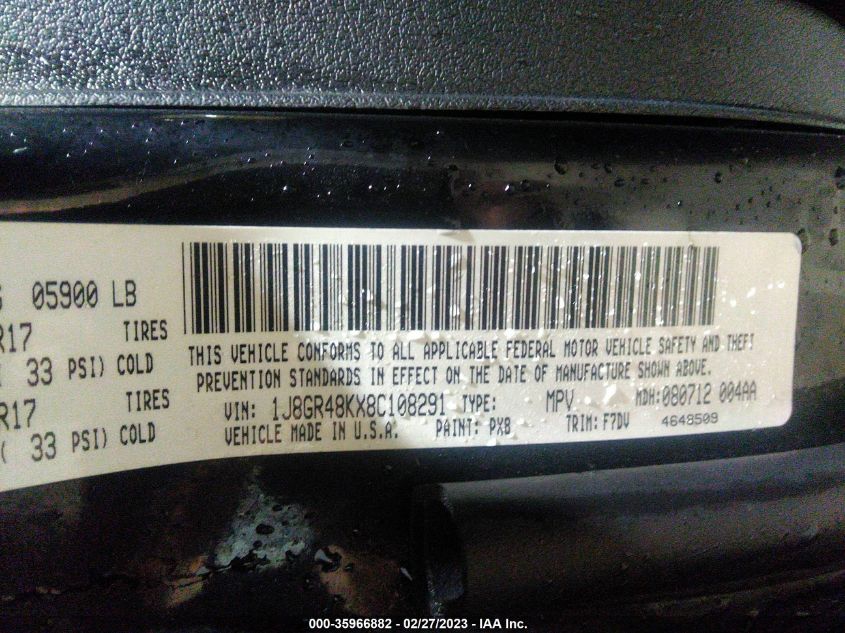 05900 LB
R17 TIRES
33 PSI) COLD
R17 TIRES
( 33 PSI) COLD
THIS VEHICLE CONFORMS TO ALL APPLICABLE FEDERAL MOTOR VEHICLE SAFETY AND THEFT
PREVENTION STANDARDS IN EFFECT ON THE DATE OF MANUFACTURE SHOWN ABOVE.
VIN: 1J8GR48KX8C108291 TYPE: MPV MDH:080712 004AA
VEHICLE MADE IN U.S.A. PAINT: PXB TRIM: F7DV 4648509
000-35966882 - 02/27/2023 - IAA Inc.